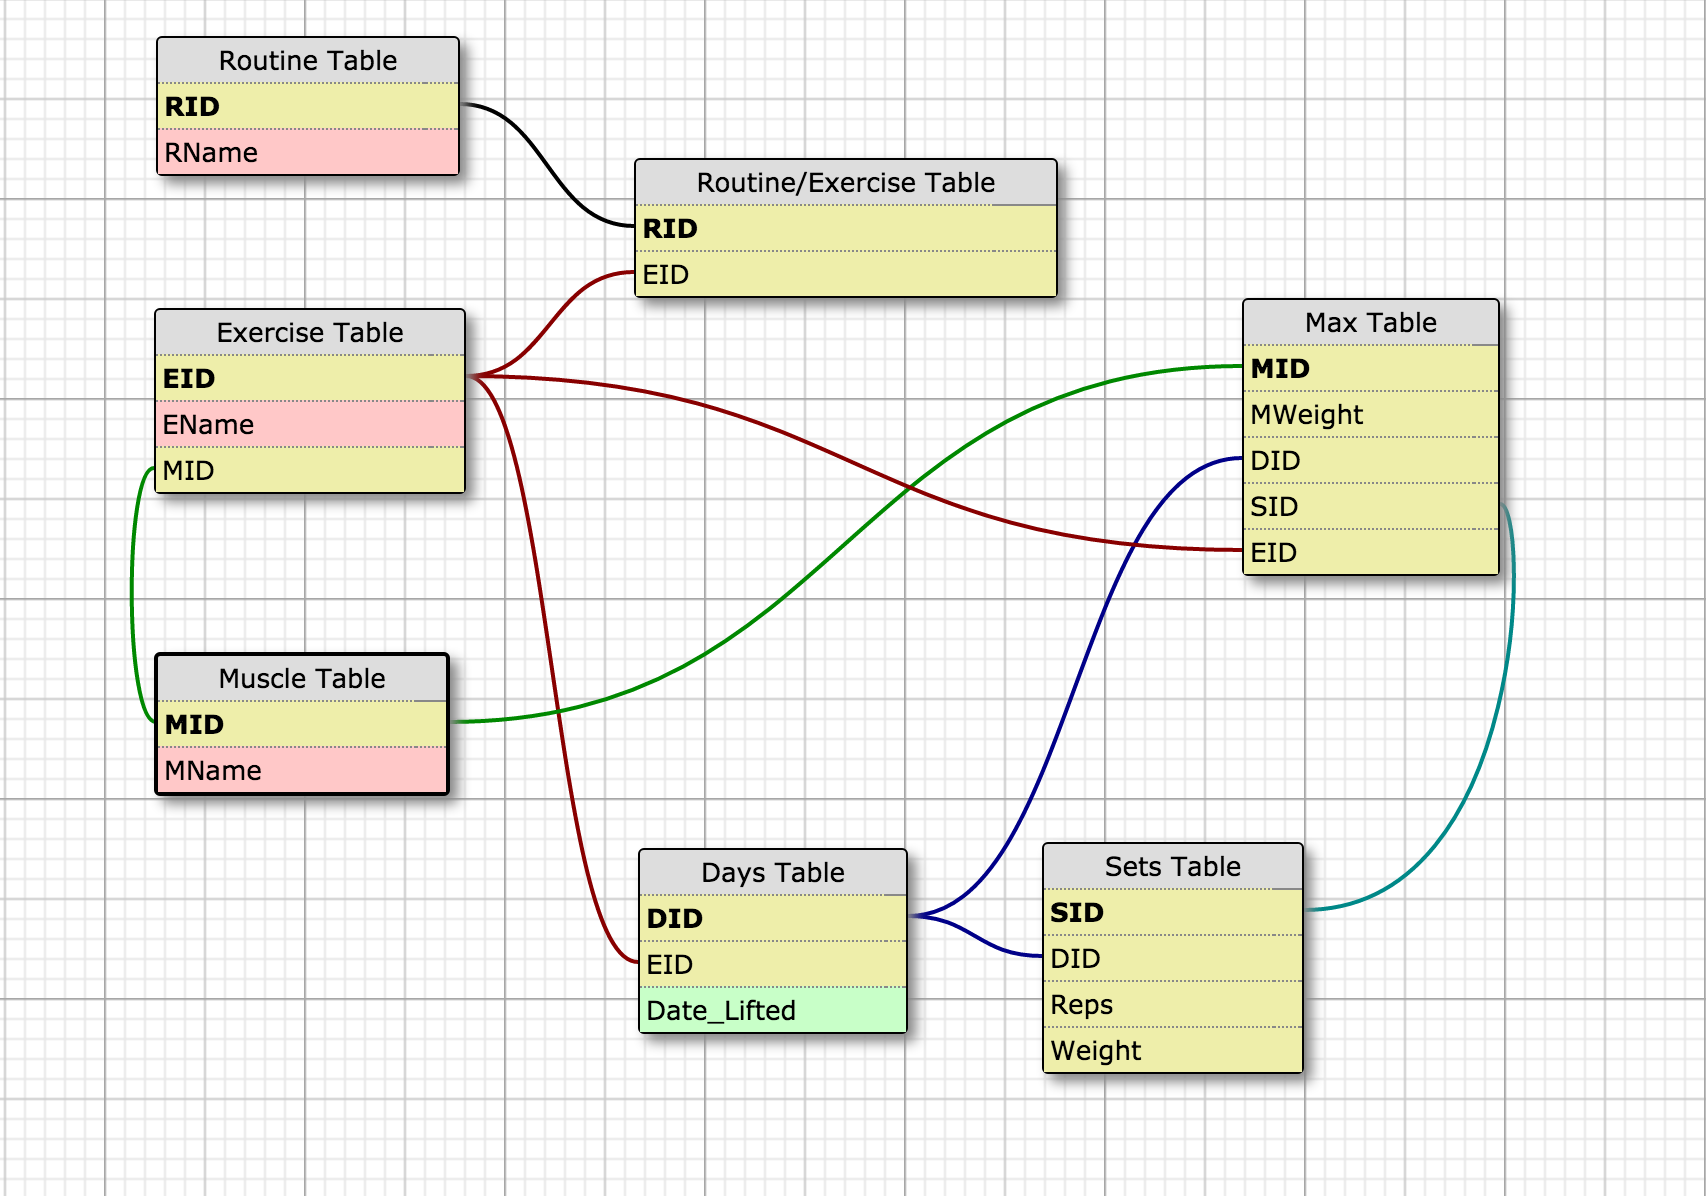 Routine Table
RID
RName
Routine/Exercise Table
RID
EID
Exercise Table
EID
EName
MID
Max Table
MID
MWeight
DID
SID
EID
Muscle Table
MID
MName
Days Table
DID
EID
Date_Lifted
Sets Table
SID
DID
Reps
Weight